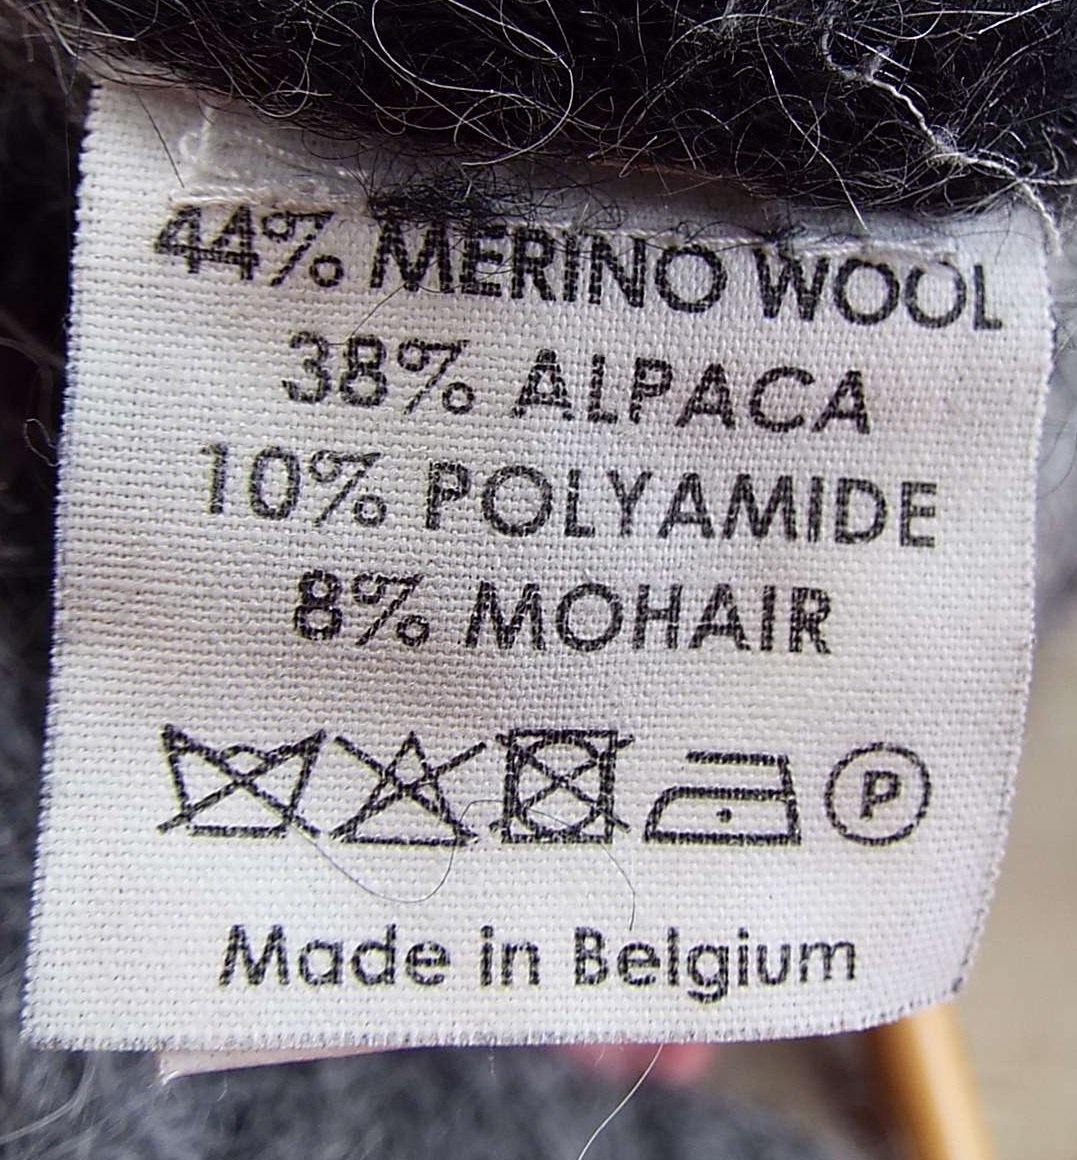 44% MERINO WOOL
38% ALPACA
10% POLYAMIDE
8% MOHAIR
P
Made in Belgium